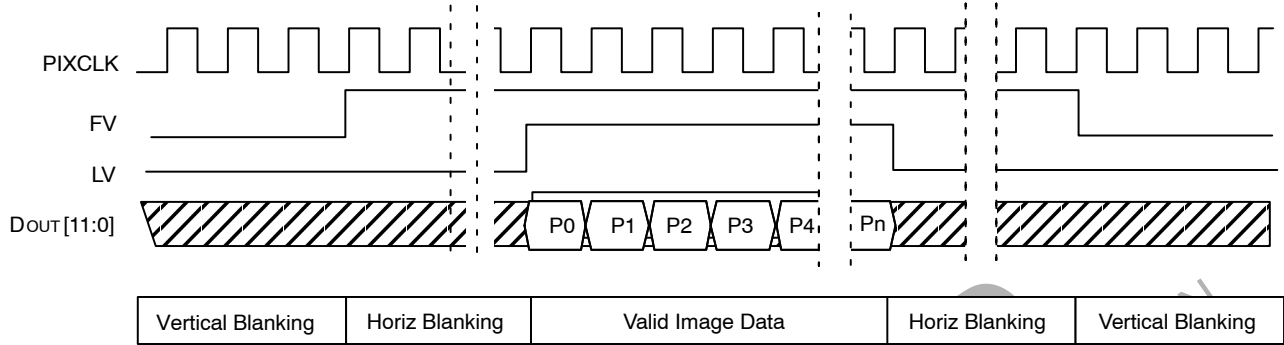 PIXCLK
FV
LV
DOUT[11:0]
P0 P1 P2 P3 P4 Pn
Vertical Blanking Horiz Blanking Valid Image Data Horiz Blanking Vertical Blanking